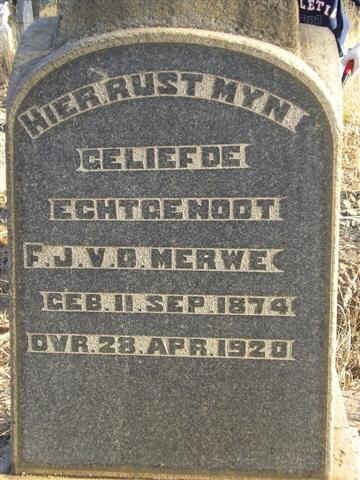 HIER RUST MYN
GELIEFDE
ECHTGENOOT
F.J.V.D.MERWE
GEB.11.SEP.1874
OVR.28.APR.1920